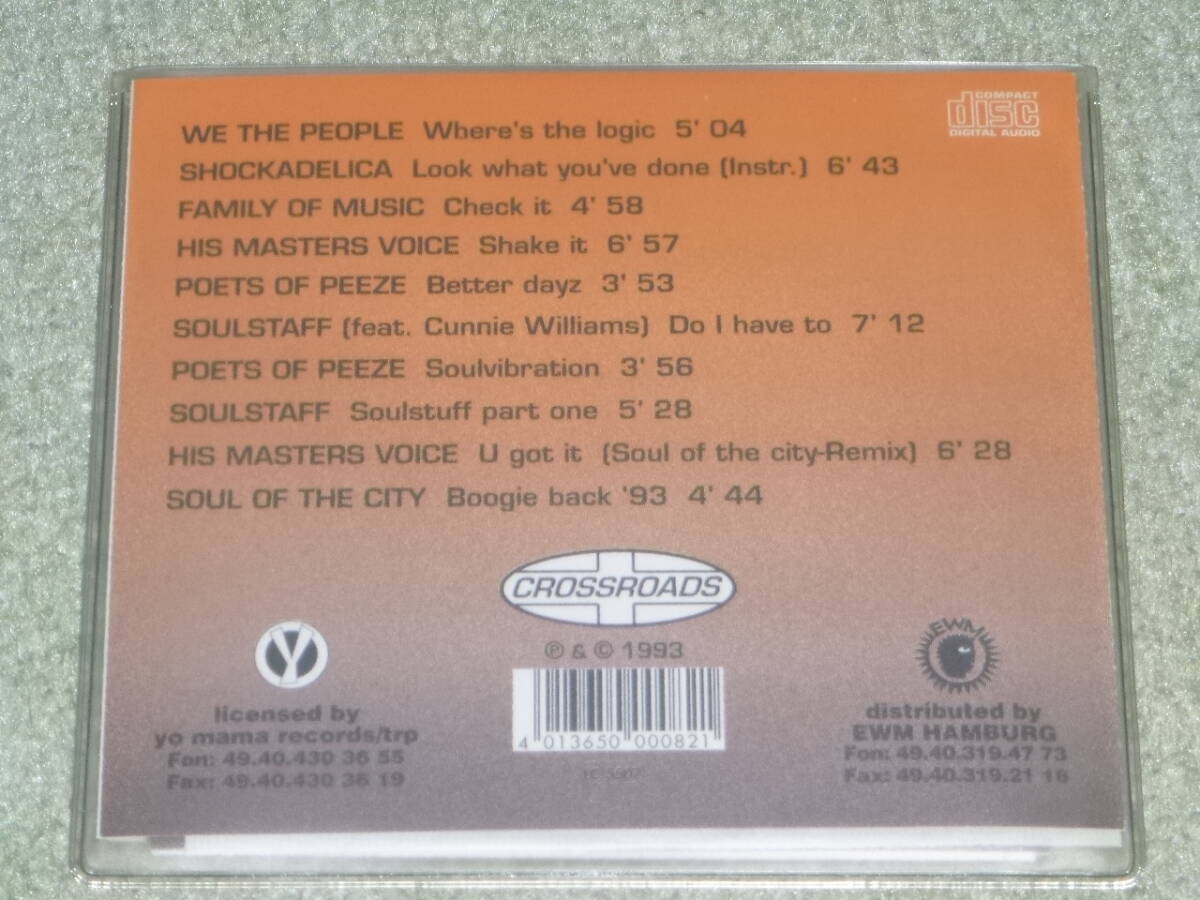 COMPACT
disc
DIGITAL AUDIO
WE THE PEOPLE Where's the logic 5' 04
SHOCKADELICA Look what you've done (Instr.) 6' 43
FAMILY OF MUSIC Check it 4' 58
HIS MASTERS VOICE Shake it 6' 57
POETS OF PEEZE Better dayz 3' 53
SOULSTAFF (feat. Cunnie Williams) Do I have to 7' 12
POETS OF PEEZE Soulvibration 3' 56
SOULSTAFF Soulstuff part one 5' 28
HIS MASTERS VOICE U got it (Soul of the city-Remix) 6' 28
SOUL OF THE CITY Boogie back '93 4' 44
CROSSROADS
℗ & © 1993
Y
licensed by
yo mama records/trp
Fon: 49.40.430 36 55
Fax: 49.40.430 36 19
4 013650 000821
EWM
distributed by
EWM HAMBURG
Fon: 49.40.319.47 73
Fax: 49.40.319.21 16